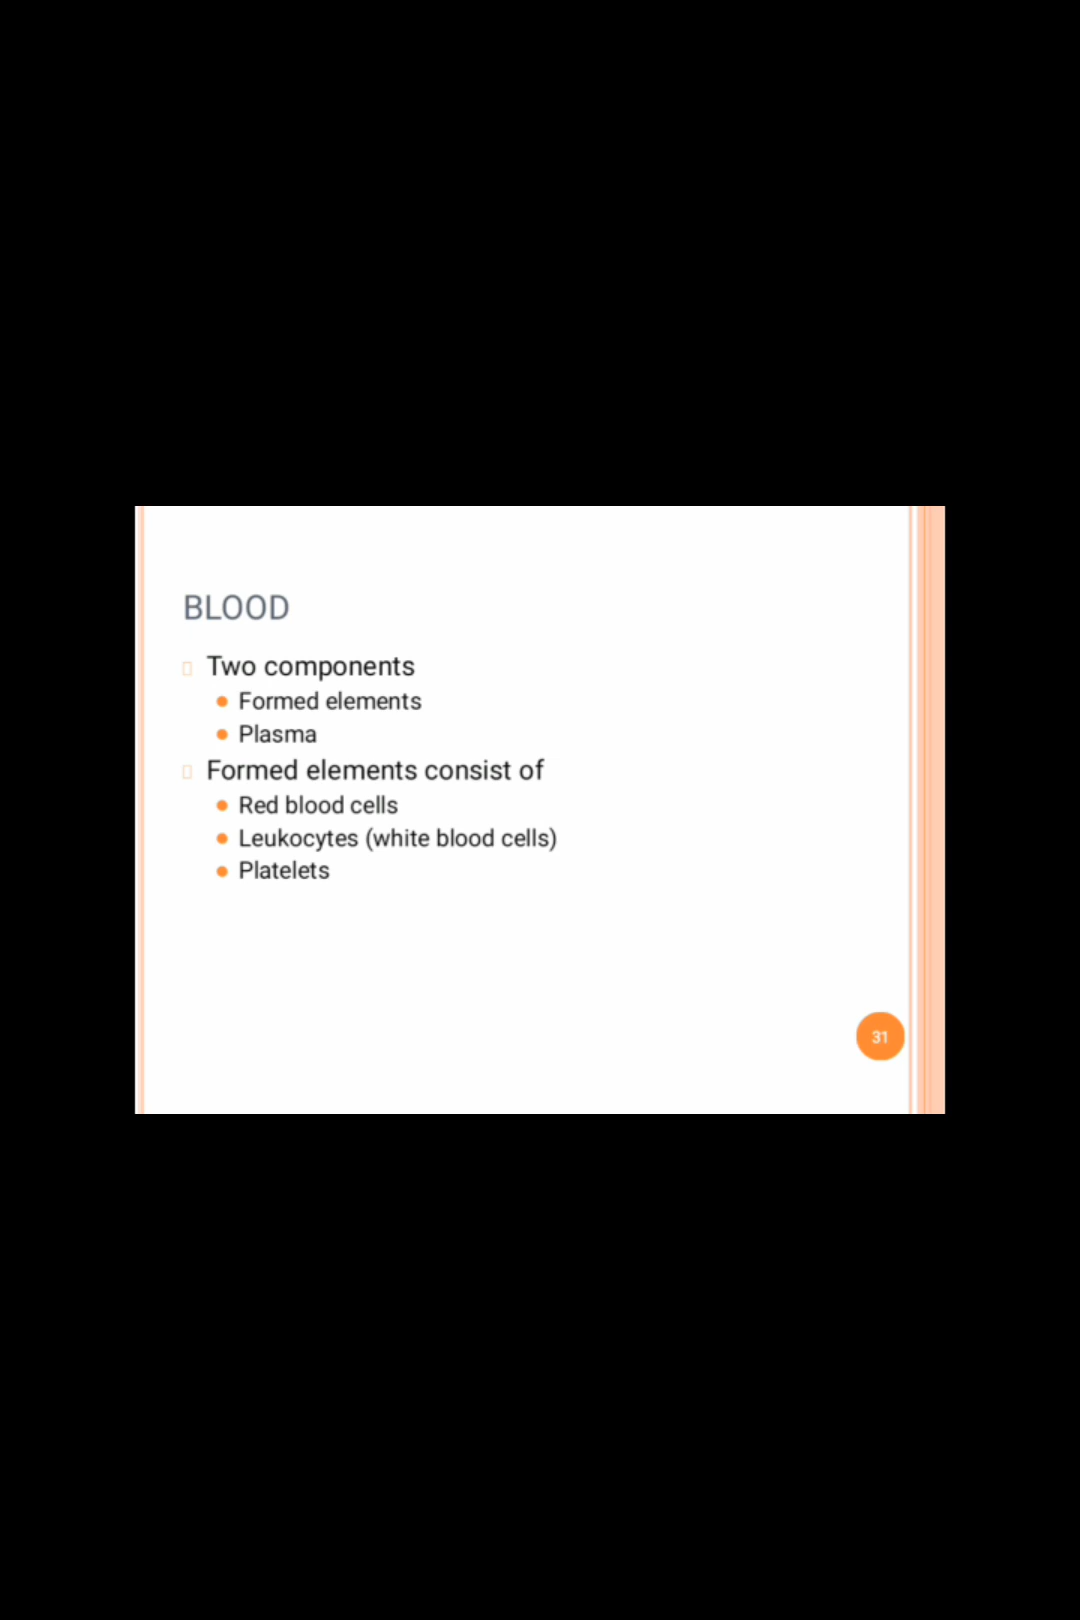 BLOOD
Two components
Formed elements
Plasma
Formed elements consist of
Red blood cells
Leukocytes (white blood cells)
Platelets
31